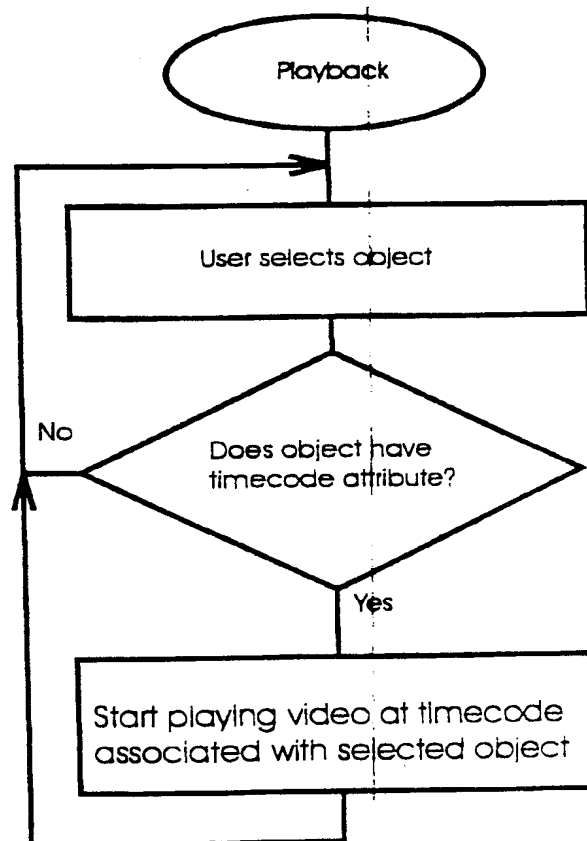 Playback
User selects object
No
Does object have
timecode attribute?
Yes
Start playing video at timecode
associated with selected object